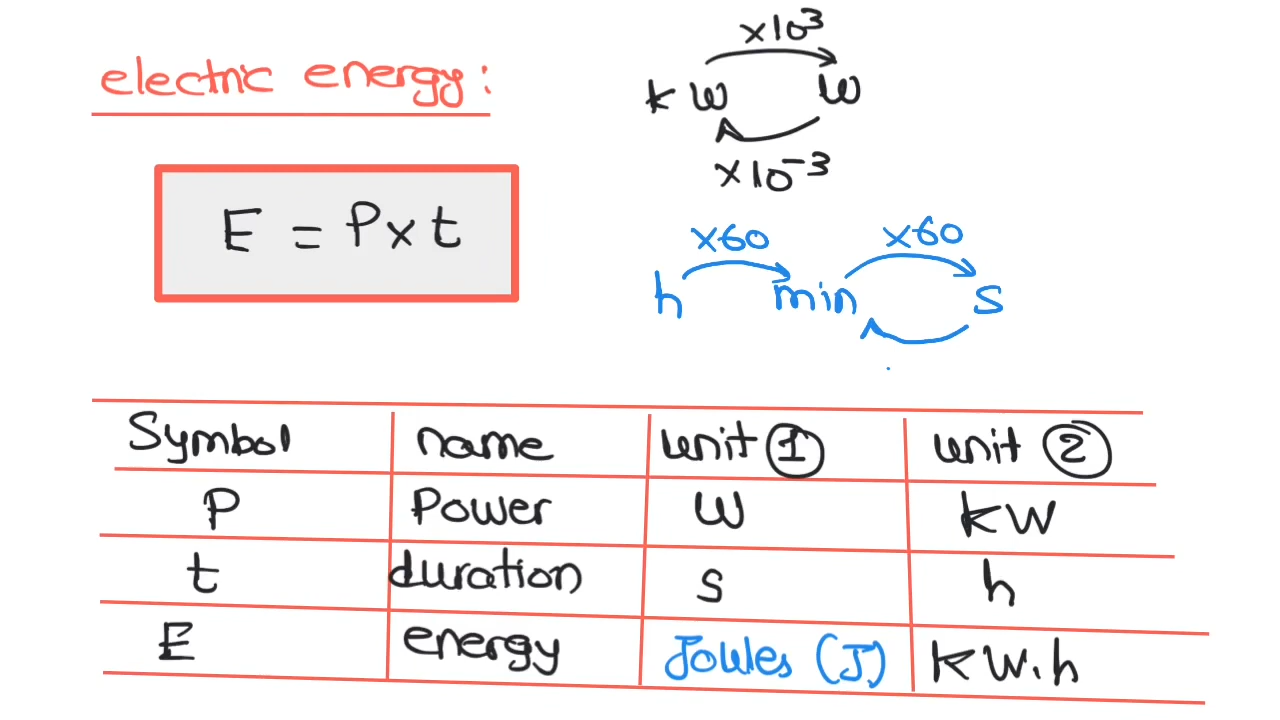 electric energy:
E = P x t
x10³
kW W
x10⁻³
x60 x60
h min s
Symbol name unit ① unit ②
P Power W kW
t duration s h
E energy Joules (J) kW.h